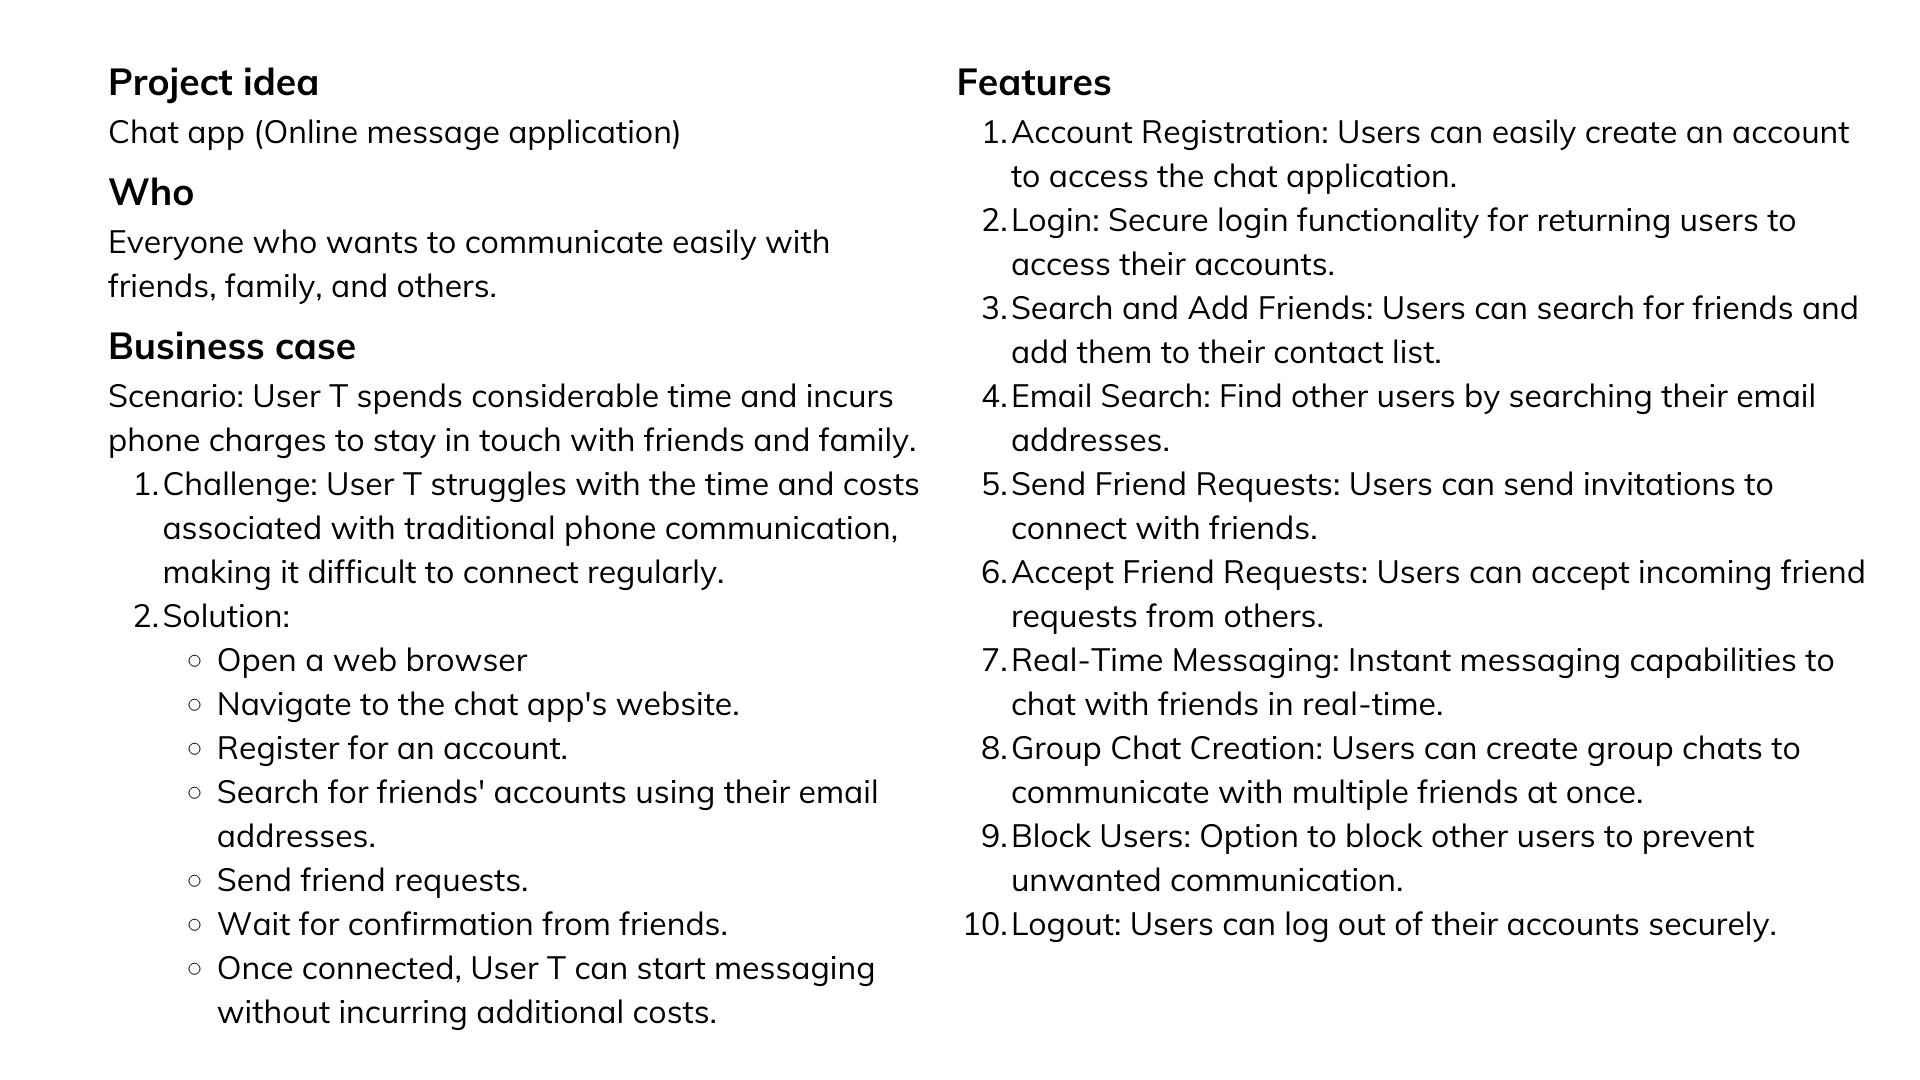 Project idea
Chat app (Online message application)
Who
Everyone who wants to communicate easily with
friends, family, and others.
Business case
Scenario: User T spends considerable time and incurs
phone charges to stay in touch with friends and family.
1. Challenge: User T struggles with the time and costs
associated with traditional phone communication,
making it difficult to connect regularly.
2. Solution:
○ Open a web browser
○ Navigate to the chat app's website.
○ Register for an account.
○ Search for friends' accounts using their email
addresses.
○ Send friend requests.
○ Wait for confirmation from friends.
○ Once connected, User T can start messaging
without incurring additional costs.
Features
1. Account Registration: Users can easily create an account
to access the chat application.
2. Login: Secure login functionality for returning users to
access their accounts.
3. Search and Add Friends: Users can search for friends and
add them to their contact list.
4. Email Search: Find other users by searching their email
addresses.
5. Send Friend Requests: Users can send invitations to
connect with friends.
6. Accept Friend Requests: Users can accept incoming friend
requests from others.
7. Real-Time Messaging: Instant messaging capabilities to
chat with friends in real-time.
8. Group Chat Creation: Users can create group chats to
communicate with multiple friends at once.
9. Block Users: Option to block other users to prevent
unwanted communication.
10. Logout: Users can log out of their accounts securely.